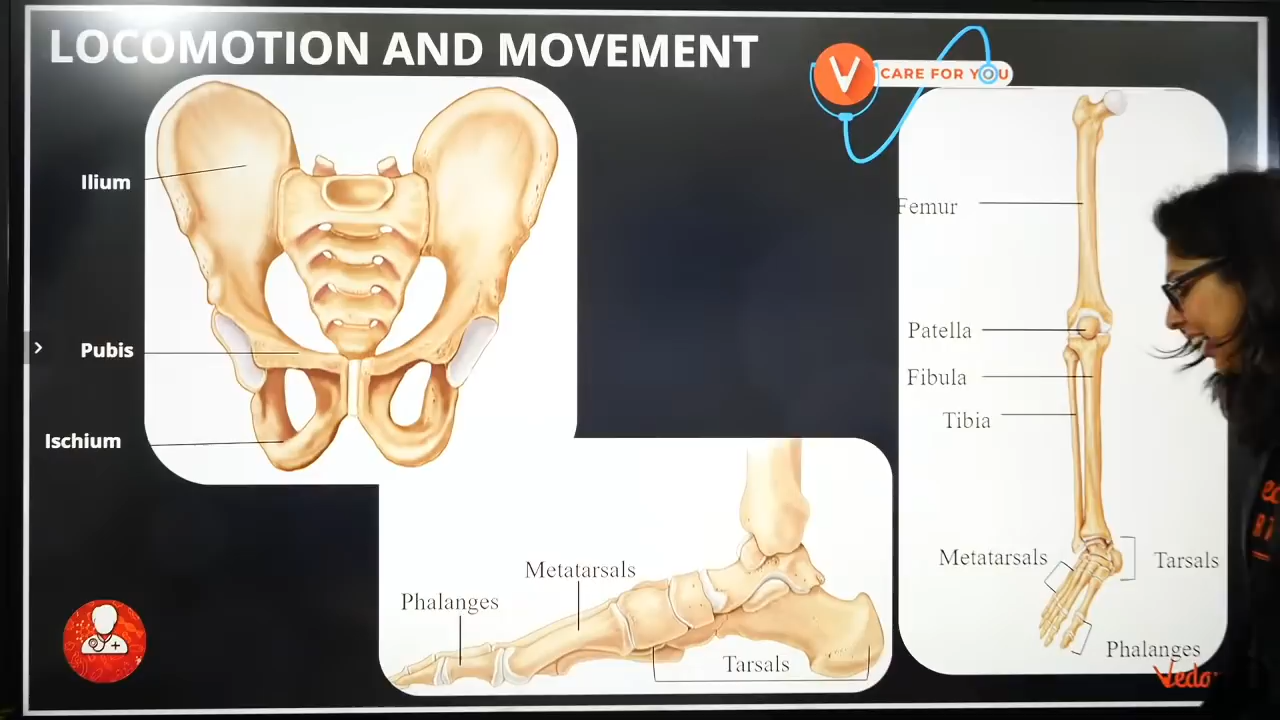 LOCOMOTION AND MOVEMENT
V
CARE FOR YOU
Ilium
Pubis
Ischium
Phalanges
Metatarsals
Tarsals
Femur
Patella
Fibula
Tibia
Metatarsals
Tarsals
Phalanges